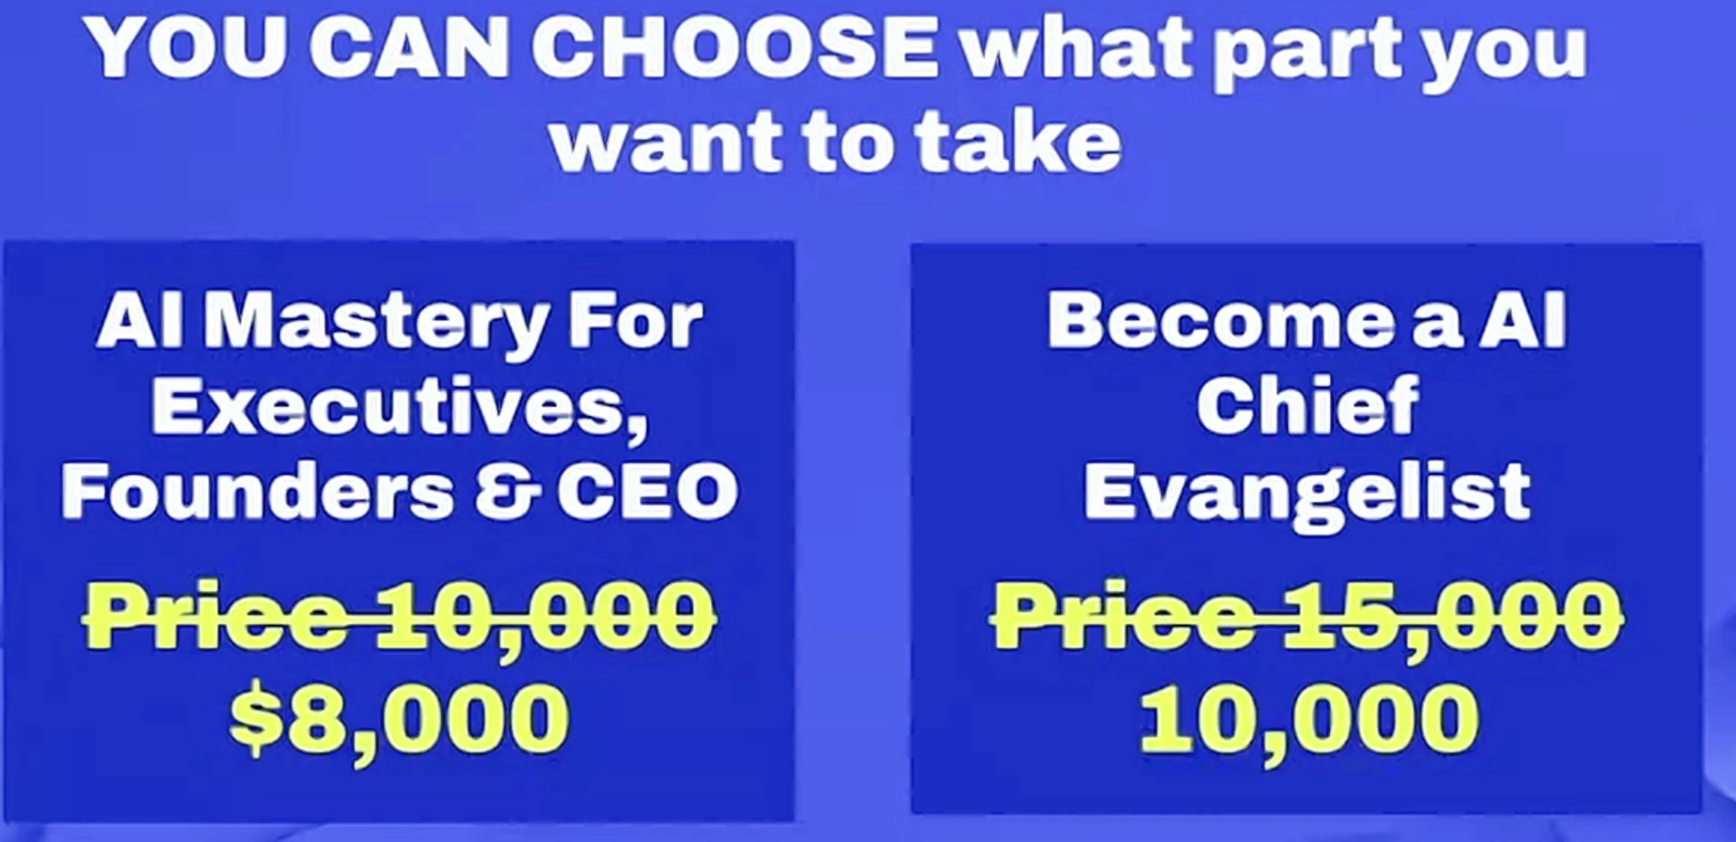 YOU CAN CHOOSE what part you
want to take
AI Mastery For
Executives,
Founders & CEO
Price 10,000
$8,000
Become a AI
Chief
Evangelist
Price 15,000
10,000